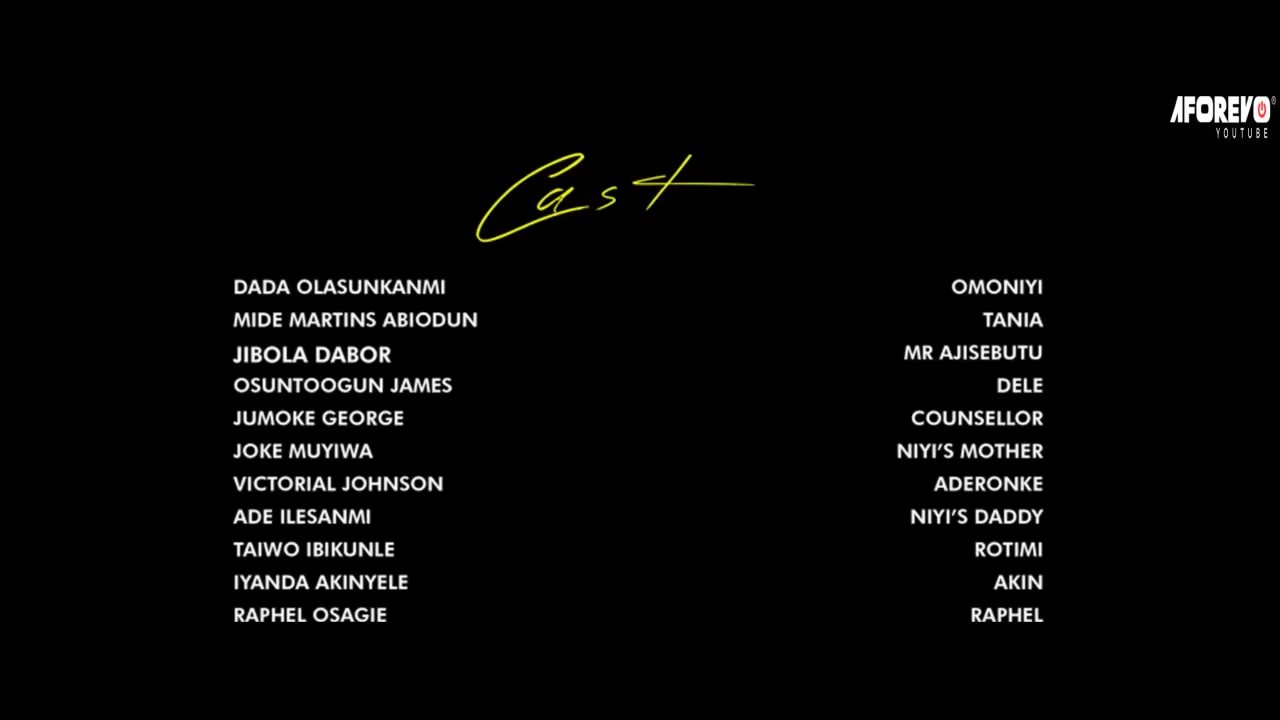 AFOREVO
YOUTUBE
Cast
DADA OLASUNKANMI OMONIYI
MIDE MARTINS ABIODUN TANIA
JIBOLA DABOR MR AJISEBUTU
OSUNTOOGUN JAMES DELE
JUMOKE GEORGE COUNSELLOR
JOKE MUYIWA NIYI'S MOTHER
VICTORIAL JOHNSON ADERONKE
ADE ILESANMI NIYI'S DADDY
TAIWO IBIKUNLE ROTIMI
IYANDA AKINYELE AKIN
RAPHEL OSAGIE RAPHEL